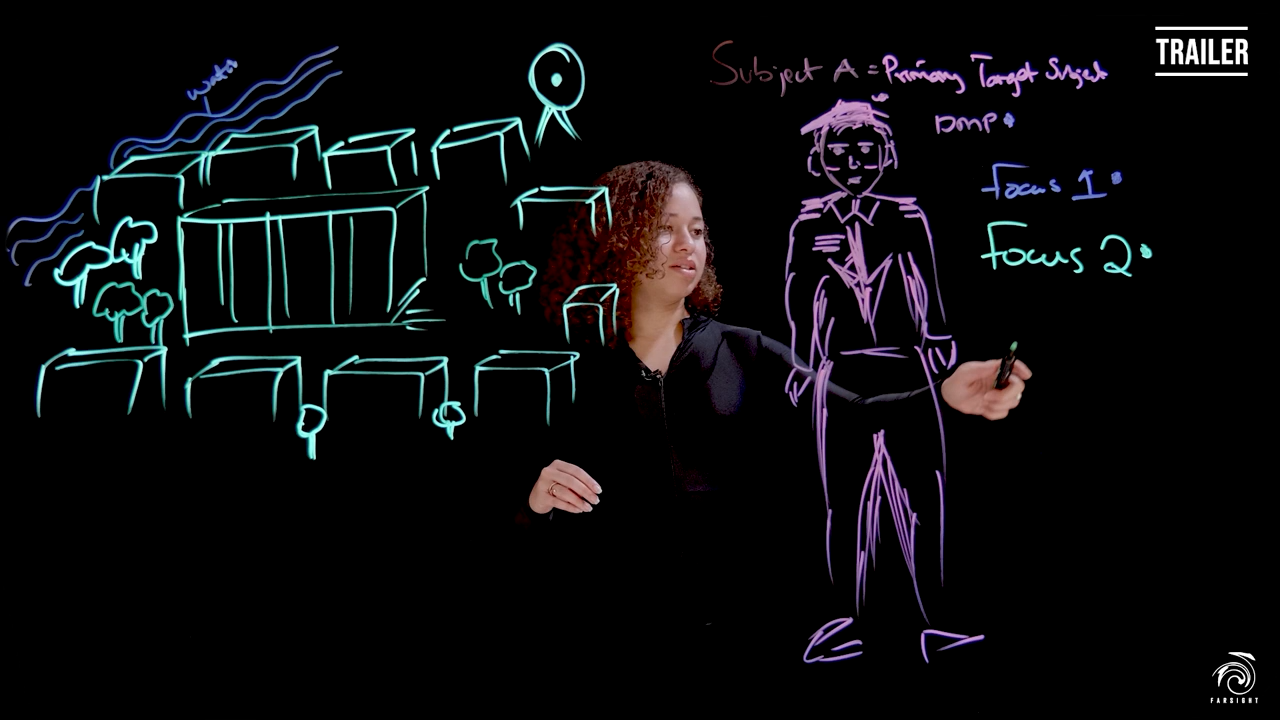 TRAILER
Subject A = Primary Target Subject
water
DMP
Focus 1
Focus 2
FARSIGHT